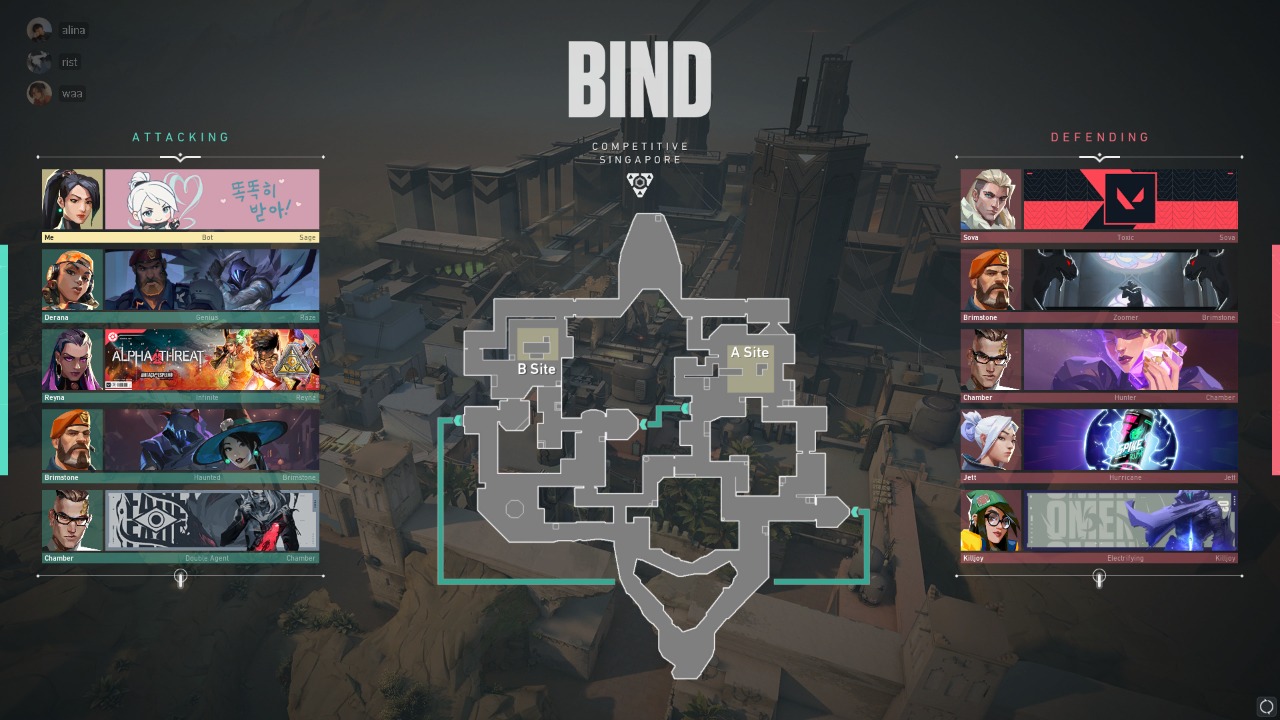 alina
rist
waa
BIND
COMPETITIVE
SINGAPORE
ATTACKING
똑똑히
받아!
Me Bot Sage
Derana Genius Raze
ALPHA THREAT
Reyna Infinite Reyna
Brimstone Haunted Brimstone
Chamber Double Agent Chamber
B Site
A Site
DEFENDING
Sova Toxic Sova
Brimstone Zoomer Brimstone
Chamber Hunter Chamber
SPIKE
Jett Hurricane Jett
OMEN
Killjoy Electrifying Killjoy